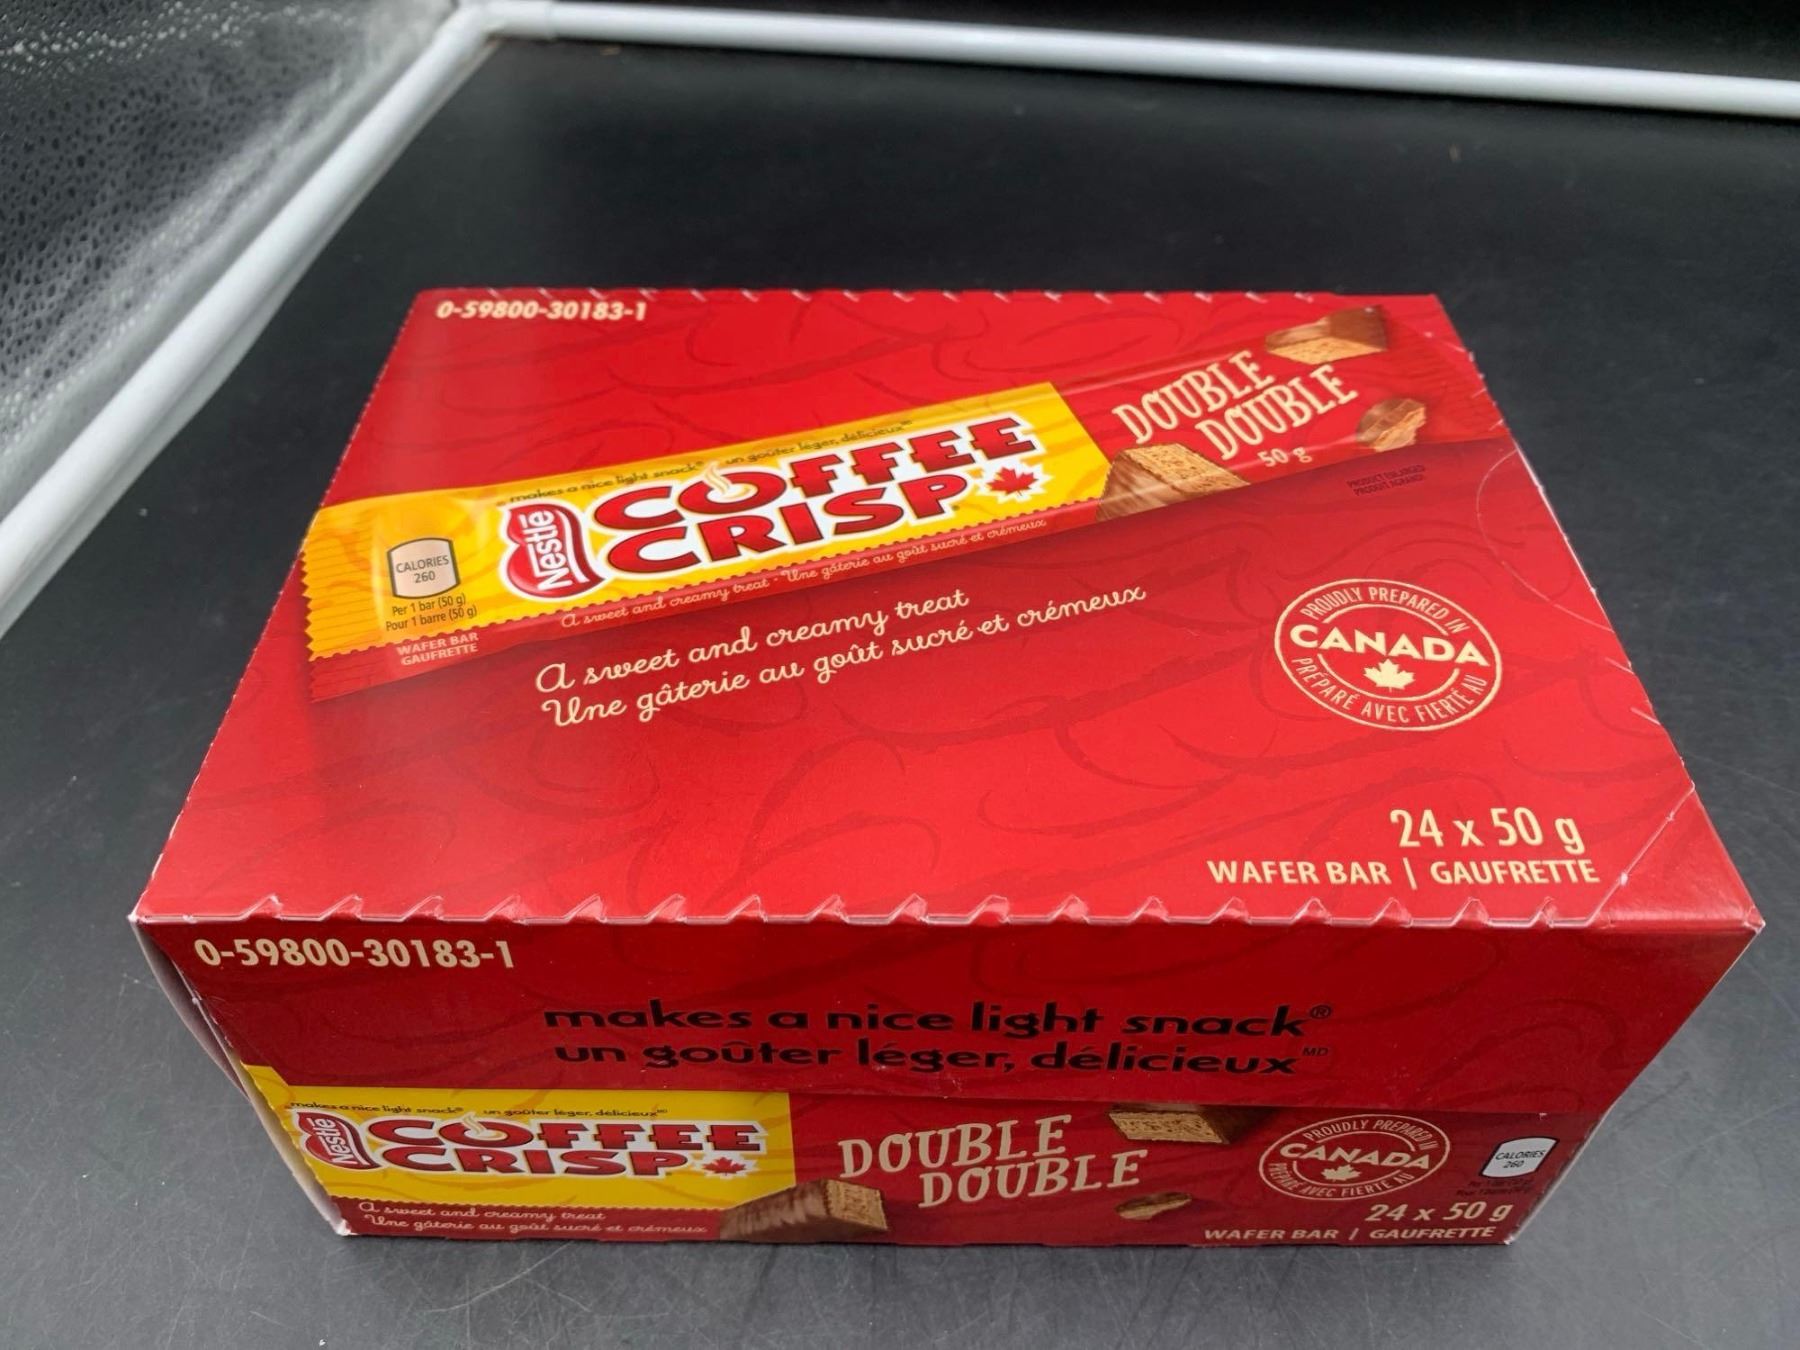 0-59800-30183-1
makes a nice light snack® un goûter léger, délicieux
Nestlé
COFFEE
CRISP
DOUBLE
DOUBLE
50 g
CALORIES
260
Per 1 bar (50 g)
Pour 1 barre (50 g)
WAFER BAR
GAUFRETTE
A sweet and creamy treat - Une gâterie au goût sucré et crémeux
PRODUCT ENLARGED
PRODUIT AGRANDI
A sweet and creamy treat
Une gâterie au goût sucré et crémeux
PROUDLY PREPARED IN
CANADA
PRÉPARÉ AVEC FIERTÉ AU
24 x 50 g
WAFER BAR | GAUFRETTE
0-59800-30183-1
makes a nice light snack®
un goûter léger, délicieux MD
makes a nice light snack® un goûter léger, délicieux MD
Nestlé
COFFEE
CRISP
A sweet and creamy treat
Une gâterie au goût sucré et crémeux
DOUBLE
DOUBLE
PROUDLY PREPARED IN
CANADA
PRÉPARÉ AVEC FIERTÉ AU
CALORIES
260
24 x 50 g
WAFER BAR | GAUFRETTE